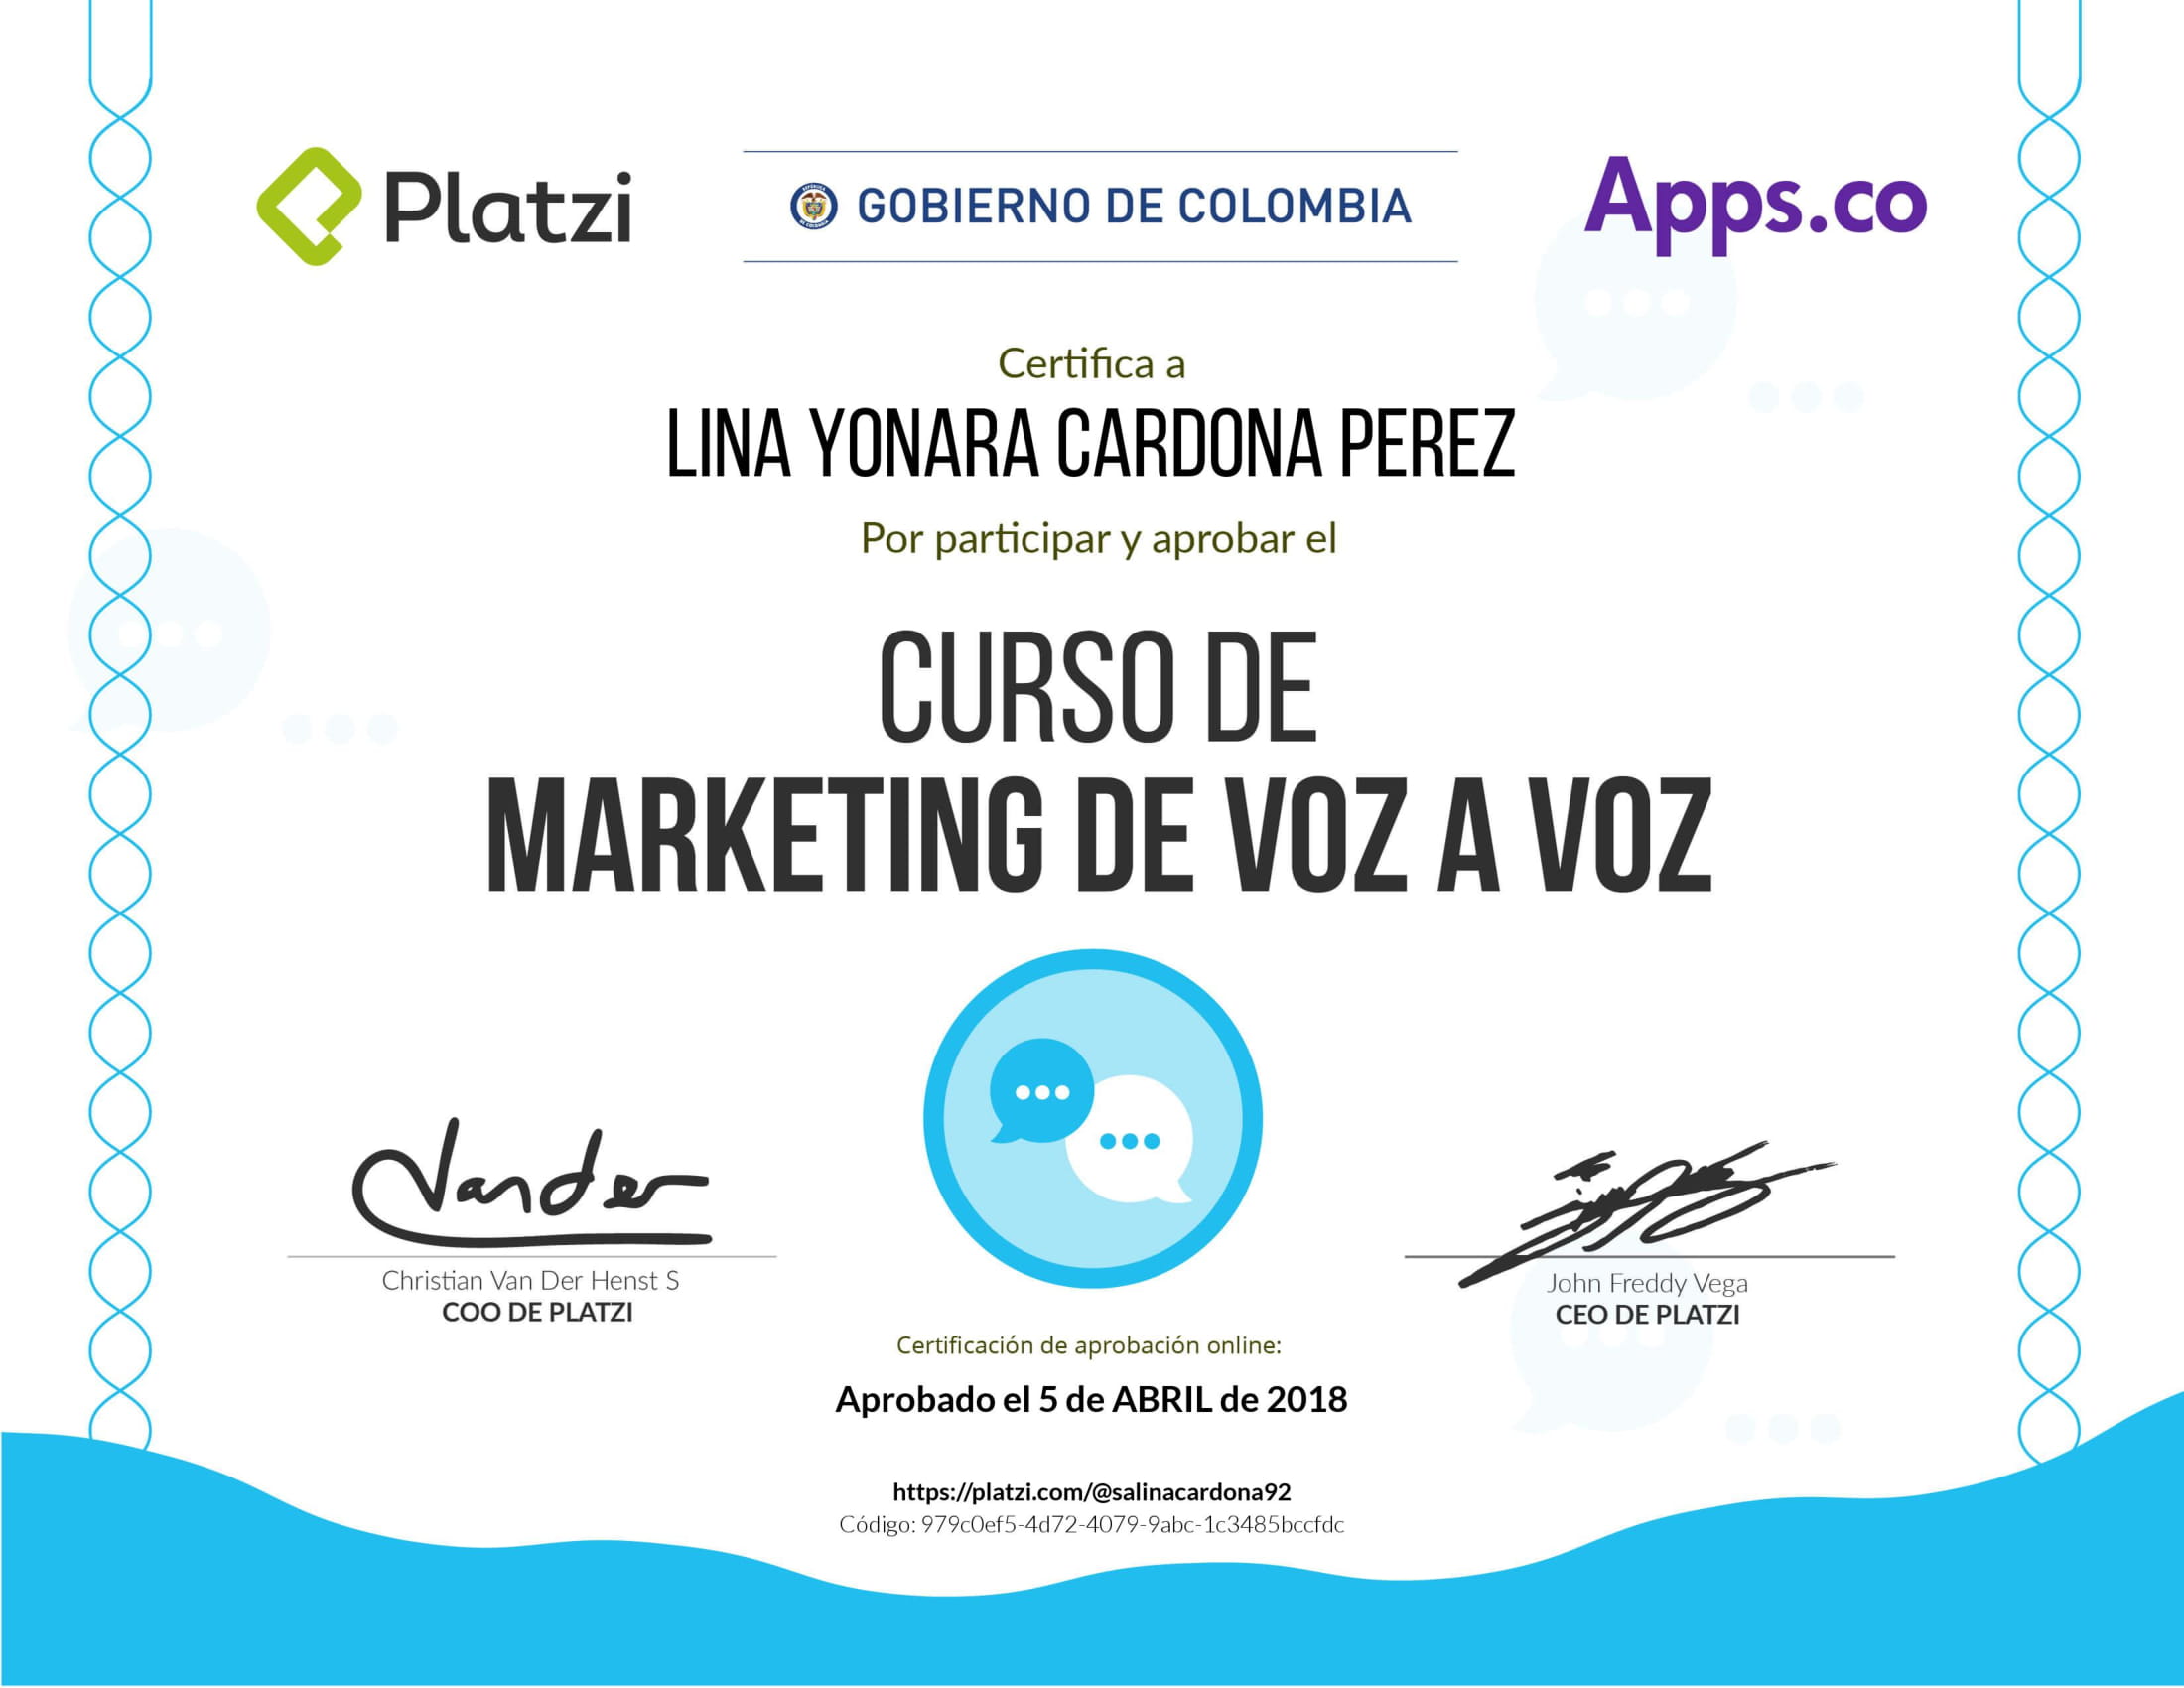 Platzi
GOBIERNO DE COLOMBIA
Apps.co
Certifica a
LINA YONARA CARDONA PEREZ
Por participar y aprobar el
CURSO DE
MARKETING DE VOZ A VOZ
Vander
Christian Van Der Henst S
COO DE PLATZI
John Freddy Vega
CEO DE PLATZI
Certificación de aprobación online:
Aprobado el 5 de ABRIL de 2018
https://platzi.com/@salinacardona92
Código: 979c0ef5-4d72-4079-9abc-1c3485bccfdc